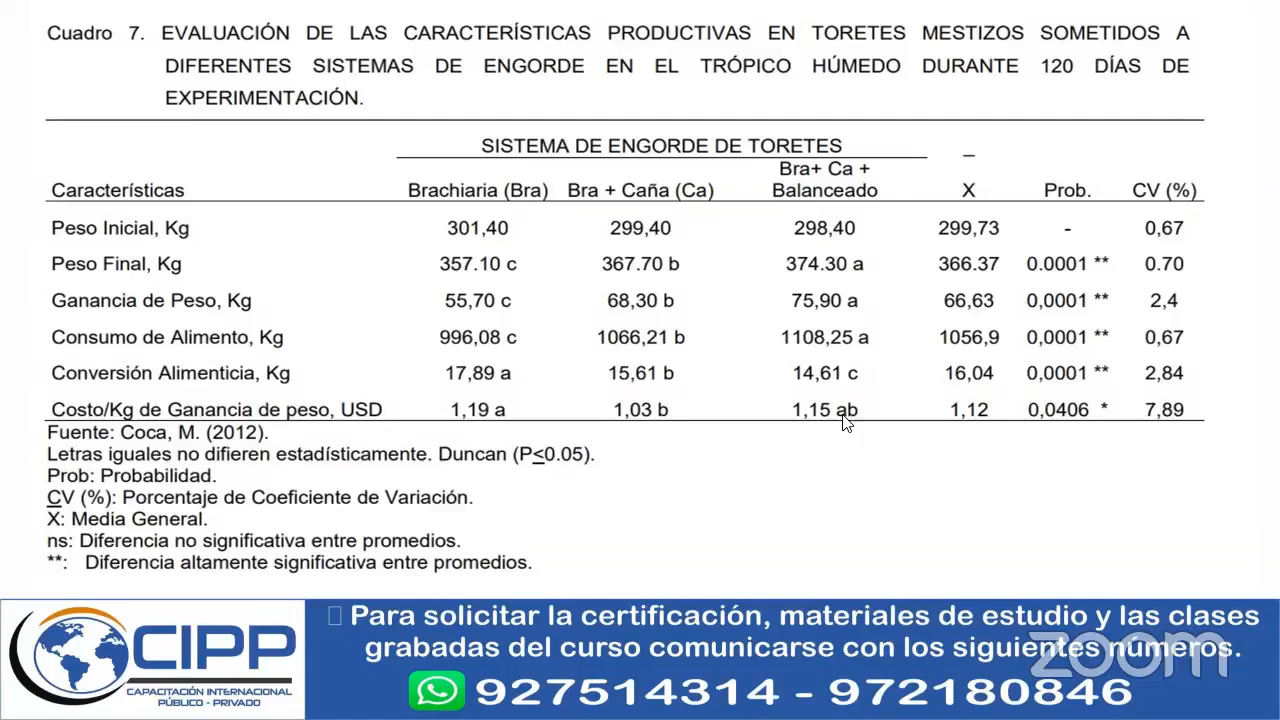 Cuadro 7. EVALUACIÓN DE LAS CARACTERÍSTICAS PRODUCTIVAS EN TORETES MESTIZOS SOMETIDOS A
DIFERENTES SISTEMAS DE ENGORDE EN EL TRÓPICO HÚMEDO DURANTE 120 DÍAS DE
EXPERIMENTACIÓN.
SISTEMA DE ENGORDE DE TORETES
Características Brachiaria (Bra) Bra + Caña (Ca) Bra+ Ca + Balanceado X Prob. CV (%)
Peso Inicial, Kg 301,40 299,40 298,40 299,73 - 0,67
Peso Final, Kg 357.10 c 367.70 b 374.30 a 366.37 0.0001 ** 0.70
Ganancia de Peso, Kg 55,70 c 68,30 b 75,90 a 66,63 0,0001 ** 2,4
Consumo de Alimento, Kg 996,08 c 1066,21 b 1108,25 a 1056,9 0,0001 ** 0,67
Conversión Alimenticia, Kg 17,89 a 15,61 b 14,61 c 16,04 0,0001 ** 2,84
Costo/Kg de Ganancia de peso, USD 1,19 a 1,03 b 1,15 ab 1,12 0,0406 * 7,89
Fuente: Coca, M. (2012).
Letras iguales no difieren estadísticamente. Duncan (P≤0.05).
Prob: Probabilidad.
CV (%): Porcentaje de Coeficiente de Variación.
X: Media General.
ns: Diferencia no significativa entre promedios.
**: Diferencia altamente significativa entre promedios.
CIPP
CAPACITACIÓN INTERNACIONAL
PÚBLICO - PRIVADO
Para solicitar la certificación, materiales de estudio y las clases
grabadas del curso comunicarse con los siguientes números.
927514314 - 972180846
zoom